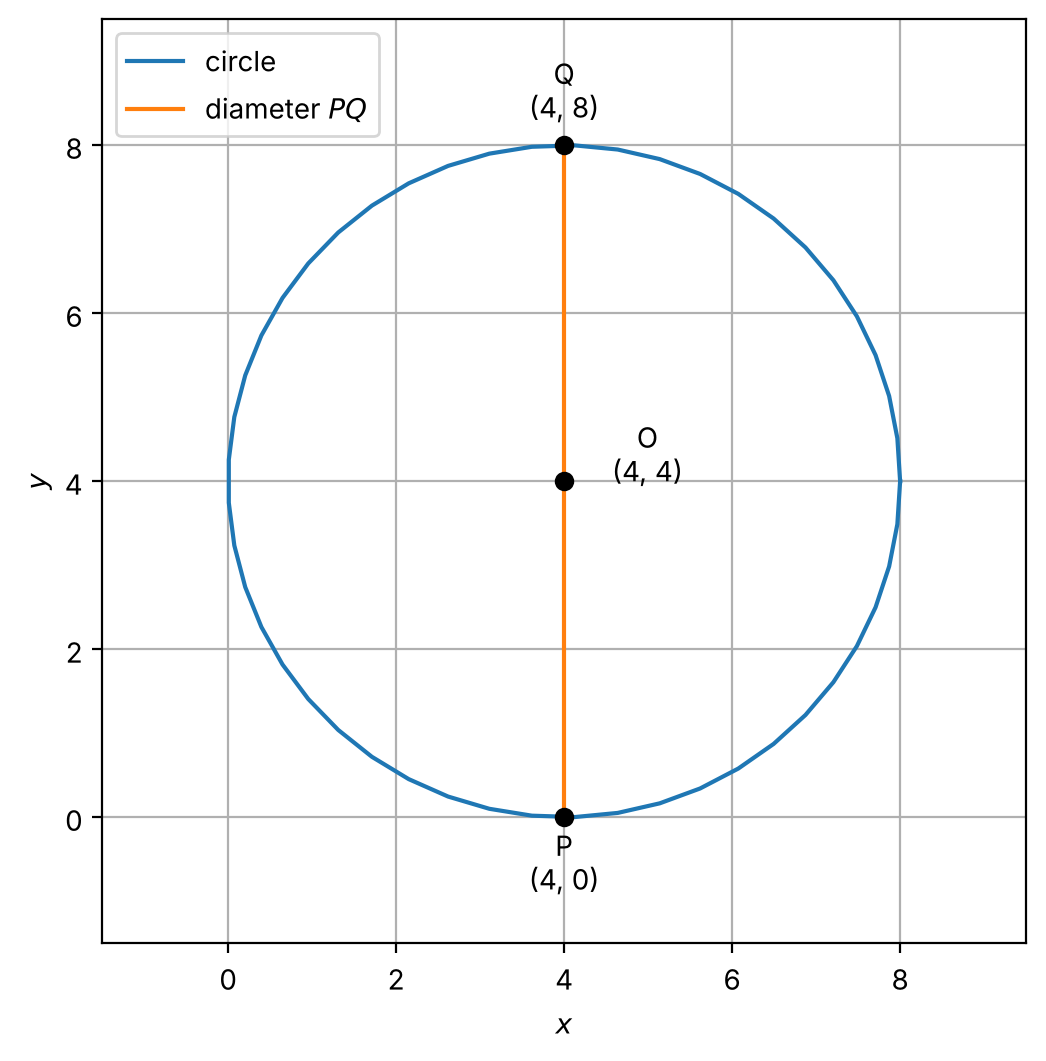 circle
diameter PQ
Q
(4, 8)
O
(4, 4)
P
(4, 0)
8
6
4
2
0
y
0 2 4 6 8
x